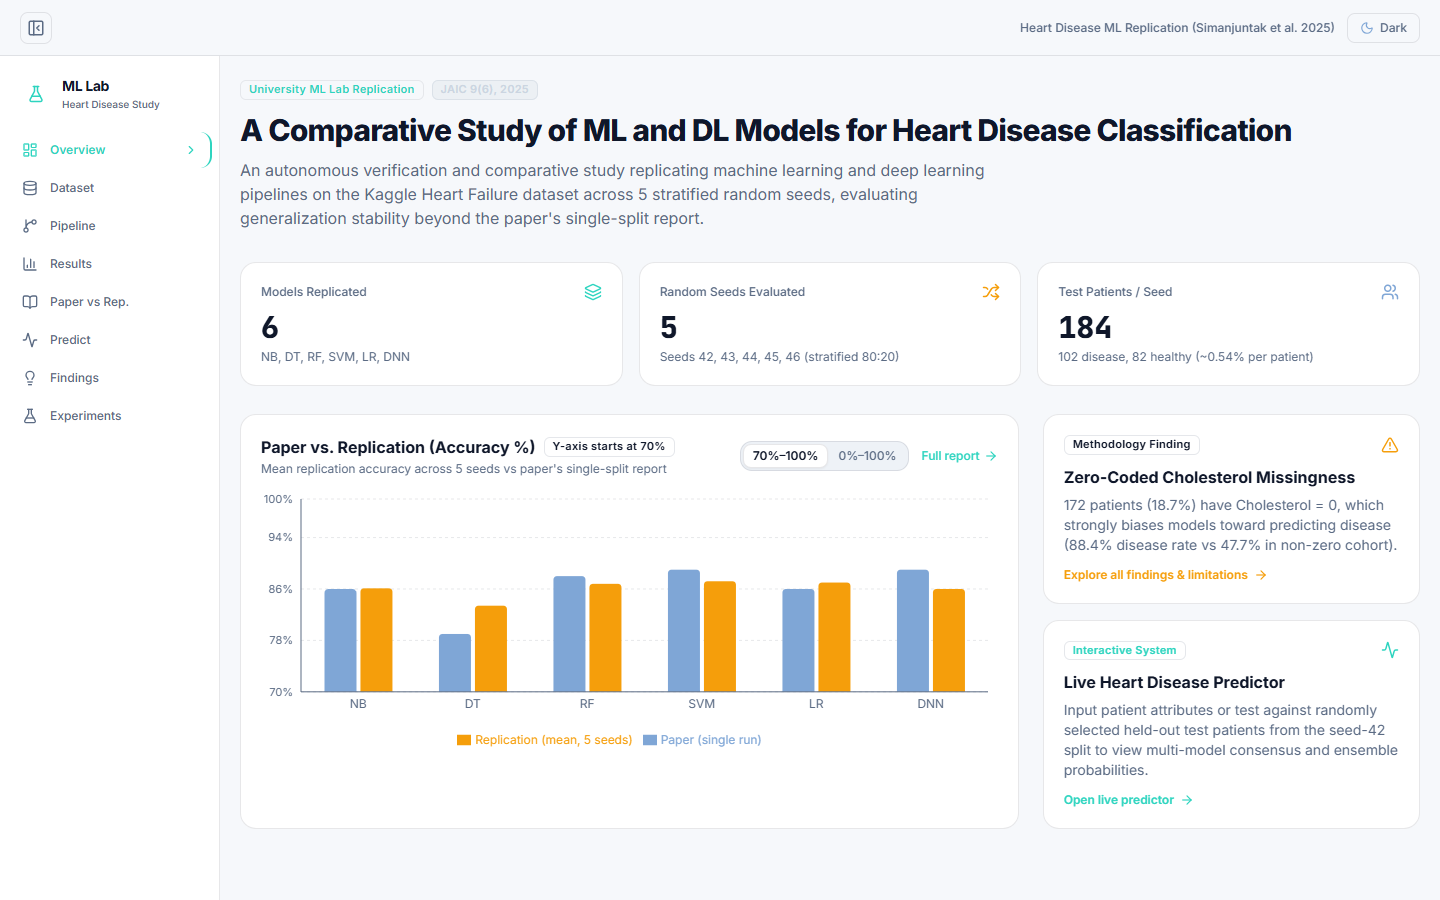 Heart Disease ML Replication (Simanjuntak et al. 2025)
Dark
ML Lab
Heart Disease Study
Overview
Dataset
Pipeline
Results
Paper vs Rep.
Predict
Findings
Experiments
University ML Lab Replication
JAIC 9(6), 2025
A Comparative Study of ML and DL Models for Heart Disease Classification
An autonomous verification and comparative study replicating machine learning and deep learning
pipelines on the Kaggle Heart Failure dataset across 5 stratified random seeds, evaluating
generalization stability beyond the paper's single-split report.
Models Replicated
6
NB, DT, RF, SVM, LR, DNN
Random Seeds Evaluated
5
Seeds 42, 43, 44, 45, 46 (stratified 80:20)
Test Patients / Seed
184
102 disease, 82 healthy (~0.54% per patient)
Paper vs. Replication (Accuracy %)
Y-axis starts at 70%
Mean replication accuracy across 5 seeds vs paper's single-split report
70%–100%
0%–100%
Full report
100%
94%
86%
78%
70%
NB
DT
RF
SVM
LR
DNN
Replication (mean, 5 seeds)
Paper (single run)
Methodology Finding
Zero-Coded Cholesterol Missingness
172 patients (18.7%) have Cholesterol = 0, which
strongly biases models toward predicting disease
(88.4% disease rate vs 47.7% in non-zero cohort).
Explore all findings & limitations
Interactive System
Live Heart Disease Predictor
Input patient attributes or test against randomly
selected held-out test patients from the seed-42
split to view multi-model consensus and ensemble
probabilities.
Open live predictor